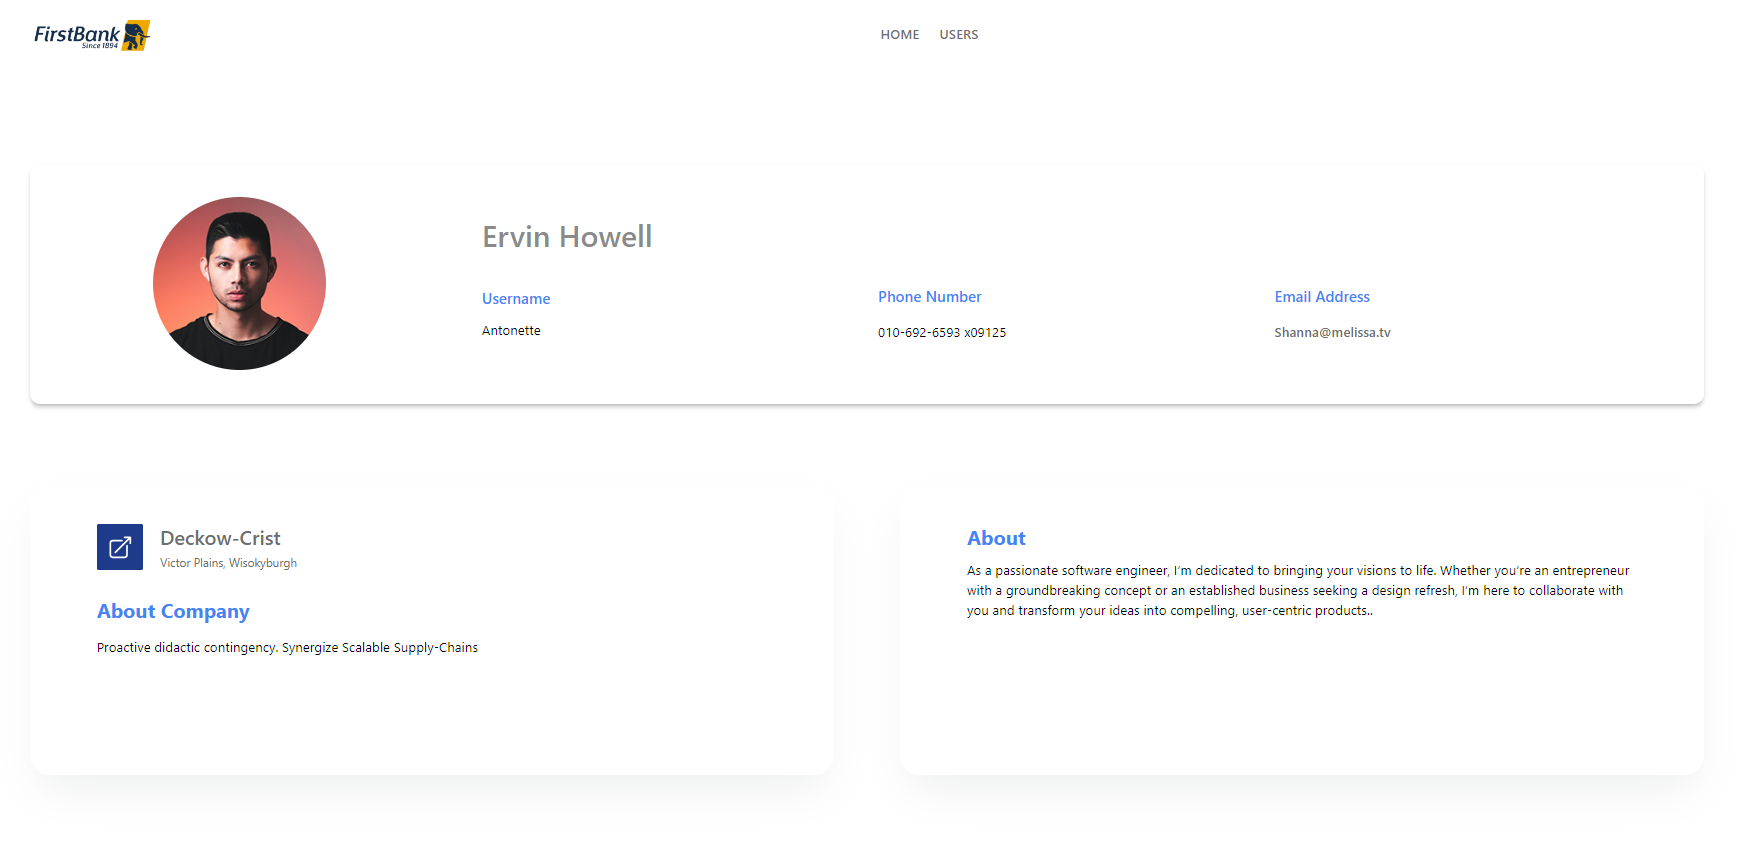 FirstBank
Since 1894
HOME USERS
Ervin Howell
Username
Antonette
Phone Number
010-692-6593 x09125
Email Address
Shanna@melissa.tv
Deckow-Crist
Victor Plains, Wisokyburgh
About Company
Proactive didactic contingency. Synergize Scalable Supply-Chains
About
As a passionate software engineer, I'm dedicated to bringing your visions to life. Whether you're an entrepreneur
with a groundbreaking concept or an established business seeking a design refresh, I'm here to collaborate with
you and transform your ideas into compelling, user-centric products..